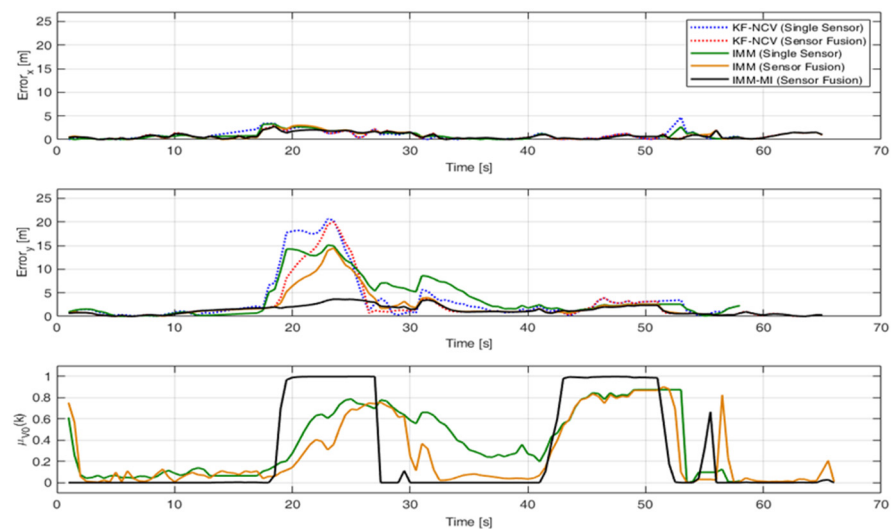 25
20
15
10
5
0
Error_x [m]
KF-NCV (Single Sensor)
KF-NCV (Sensor Fusion)
IMM (Single Sensor)
IMM (Sensor Fusion)
IMM-MI (Sensor Fusion)
0 10 20 30 40 50 60 70
Time [s]
25
20
15
10
5
0
Error_y [m]
0 10 20 30 40 50 60 70
Time [s]
1
0.8
0.6
0.4
0.2
0
μ_V0(k)
0 10 20 30 40 50 60 70
Time [s]